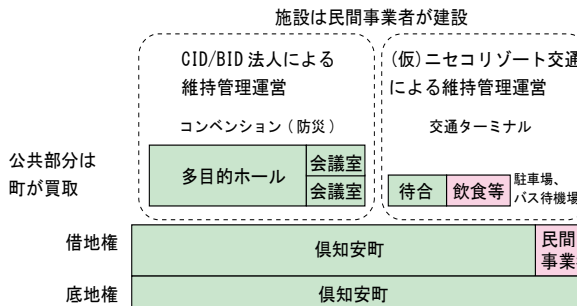 施設は民間事業者が建設
CID/BID 法人による
維持管理運営
(仮)ニセコリゾート交通
による維持管理運営
コンベンション(防災)
交通ターミナル
公共部分は
町が買取
多目的ホール
会議室
会議室
待合
飲食等
駐車場、
バス待機場
借地権
倶知安町
民間
事業
底地権
倶知安町